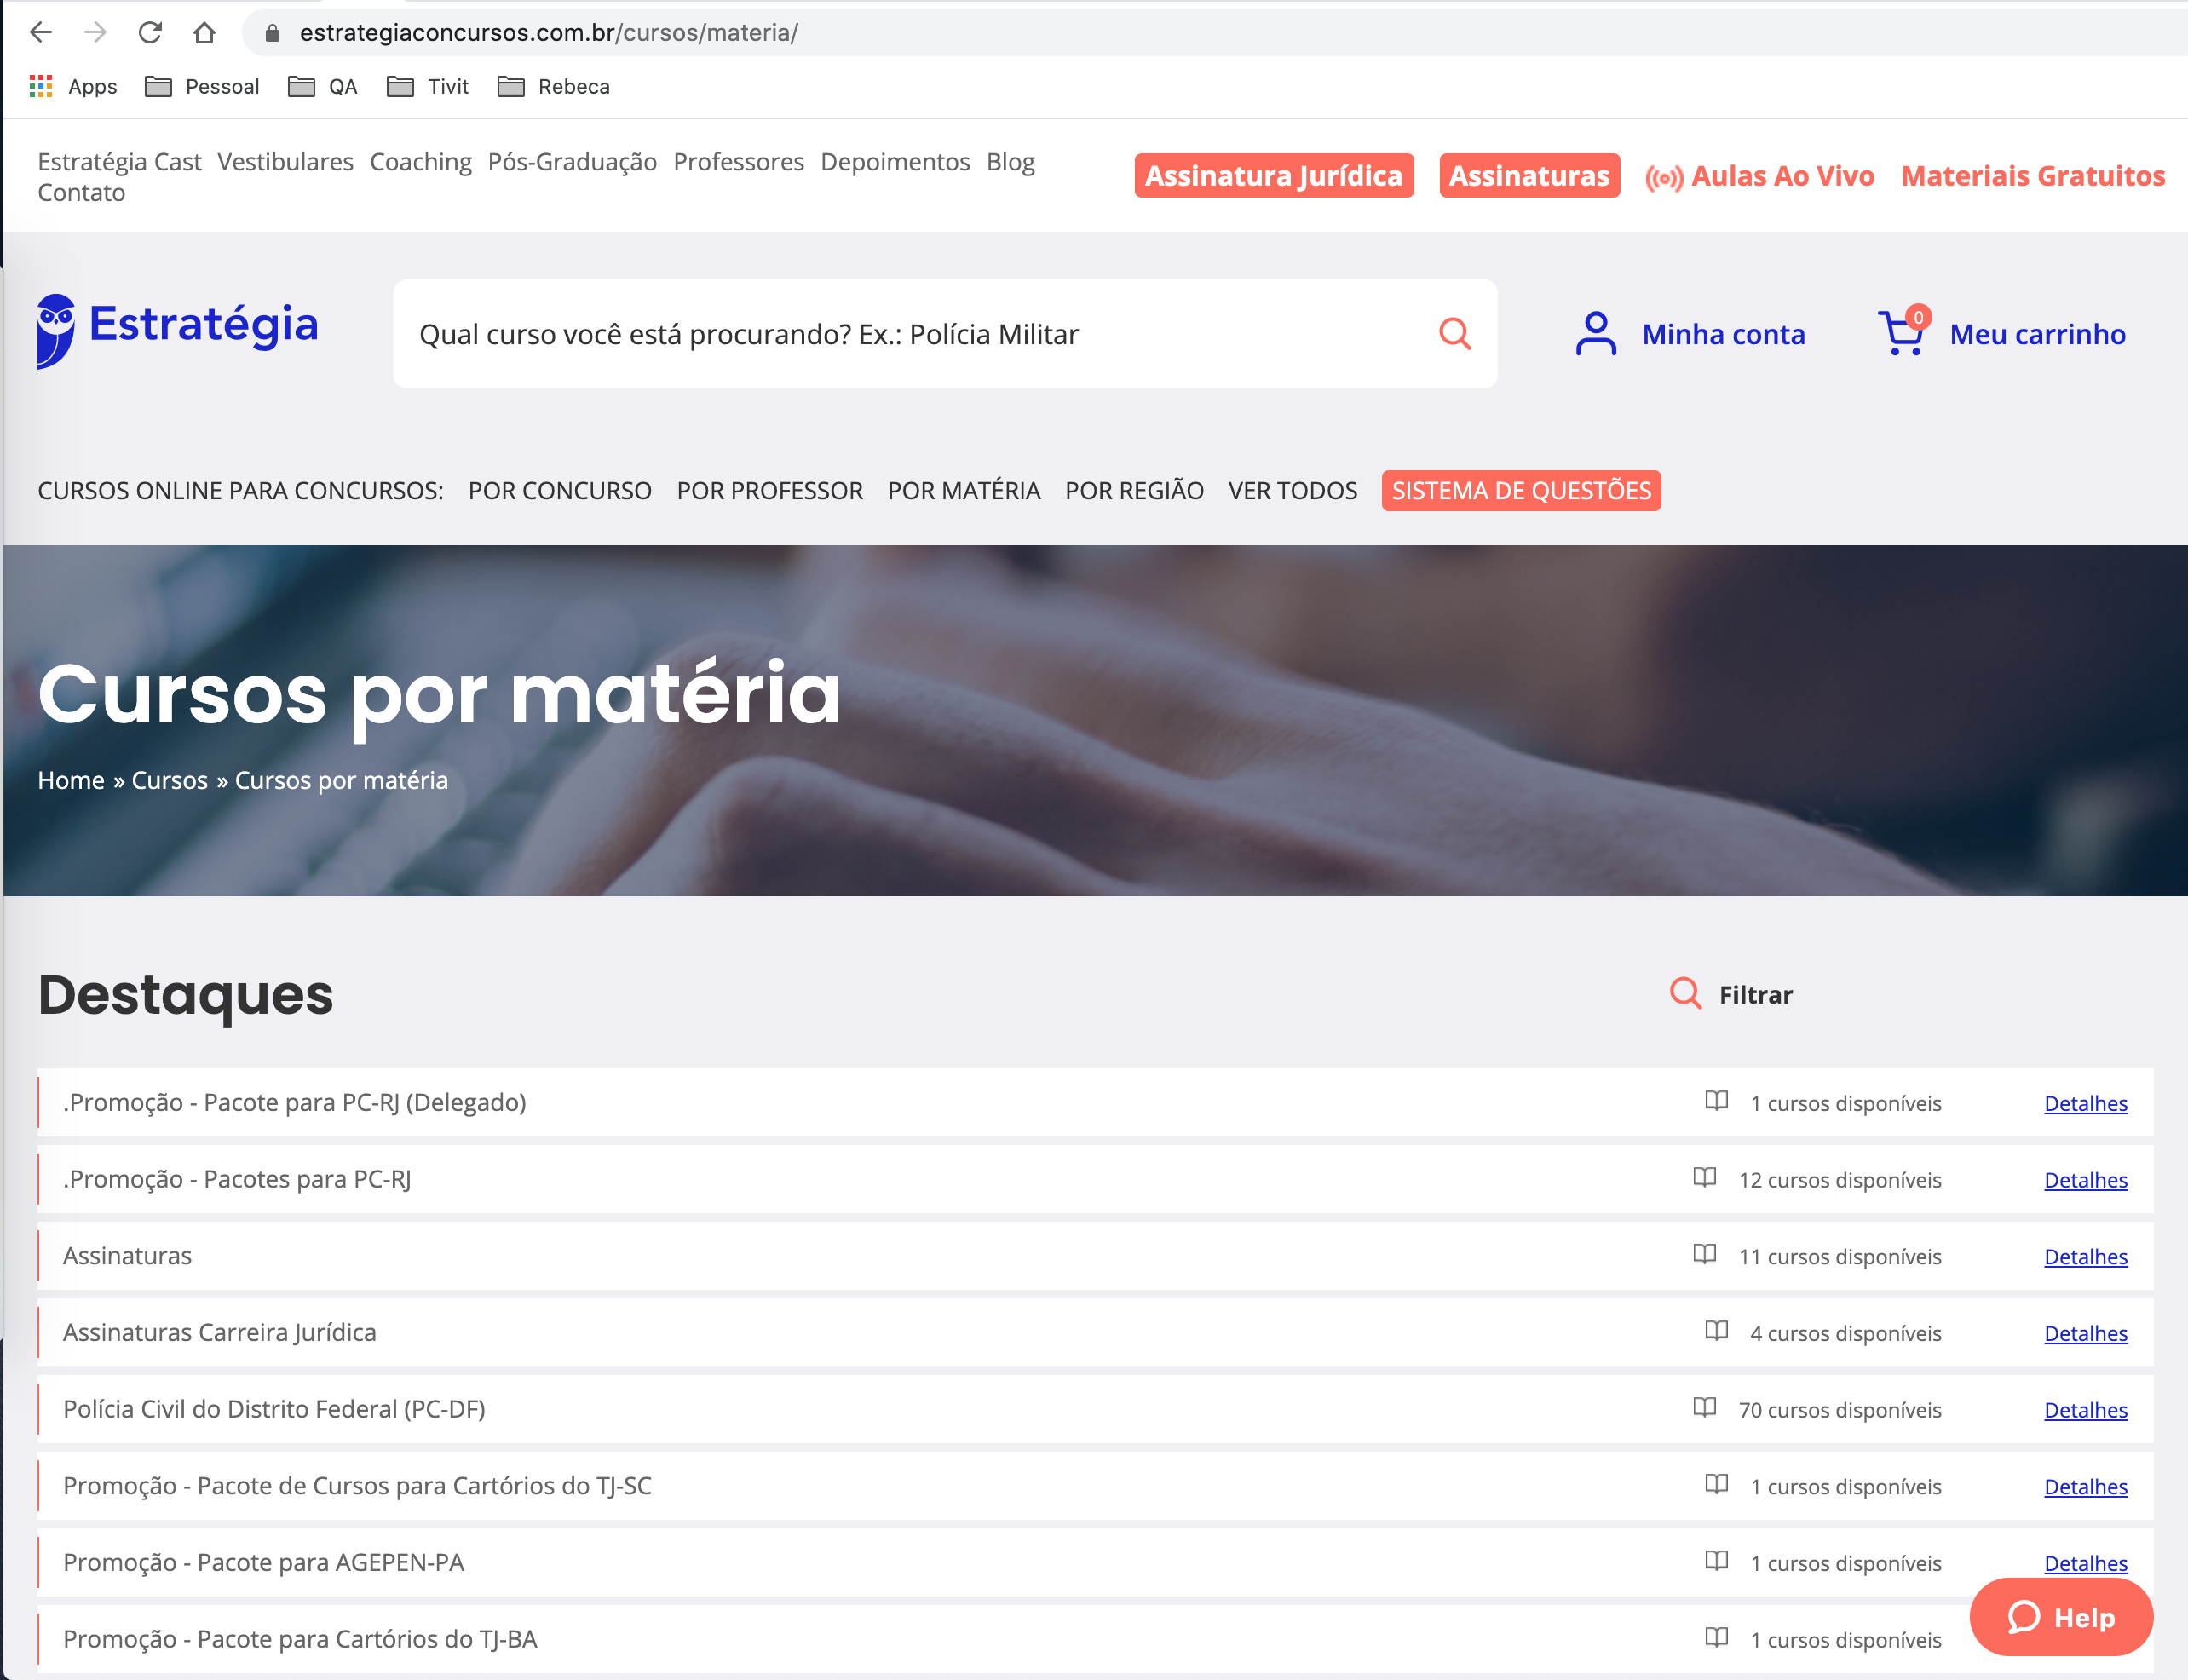 estrategiaconcursos.com.br/cursos/materia/
Apps Pessoal QA Tivit Rebeca
Estratégia Cast Vestibulares Coaching Pós-Graduação Professores Depoimentos Blog
Contato
Assinatura Jurídica Assinaturas Aulas Ao Vivo Materiais Gratuitos
Estratégia
Qual curso você está procurando? Ex.: Polícia Militar
Minha conta
0
Meu carrinho
CURSOS ONLINE PARA CONCURSOS: POR CONCURSO POR PROFESSOR POR MATÉRIA POR REGIÃO VER TODOS SISTEMA DE QUESTÕES
Cursos por matéria
Home » Cursos » Cursos por matéria
Destaques
Filtrar
.Promoção - Pacote para PC-RJ (Delegado) 1 cursos disponíveis Detalhes
.Promoção - Pacotes para PC-RJ 12 cursos disponíveis Detalhes
Assinaturas 11 cursos disponíveis Detalhes
Assinaturas Carreira Jurídica 4 cursos disponíveis Detalhes
Polícia Civil do Distrito Federal (PC-DF) 70 cursos disponíveis Detalhes
Promoção - Pacote de Cursos para Cartórios do TJ-SC 1 cursos disponíveis Detalhes
Promoção - Pacote para AGEPEN-PA 1 cursos disponíveis Detalhes
Promoção - Pacote para Cartórios do TJ-BA 1 cursos disponíveis
Help